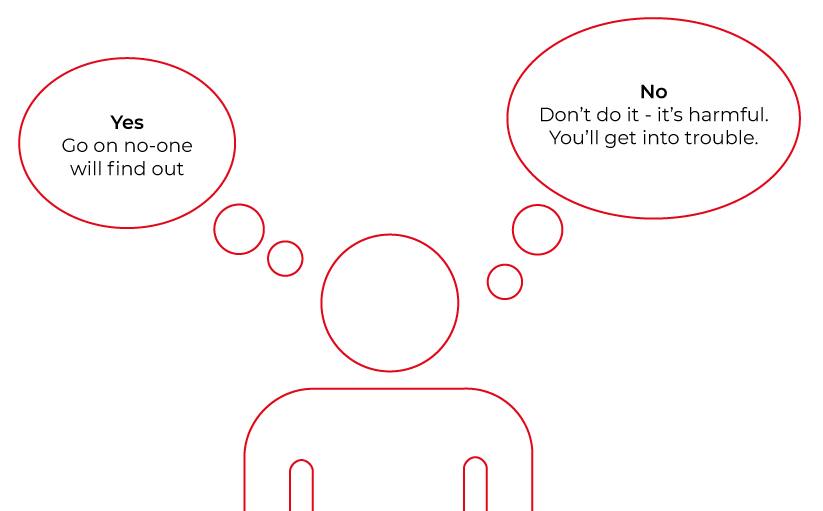 Yes
Go on no-one
will find out
No
Don’t do it - it’s harmful.
You’ll get into trouble.